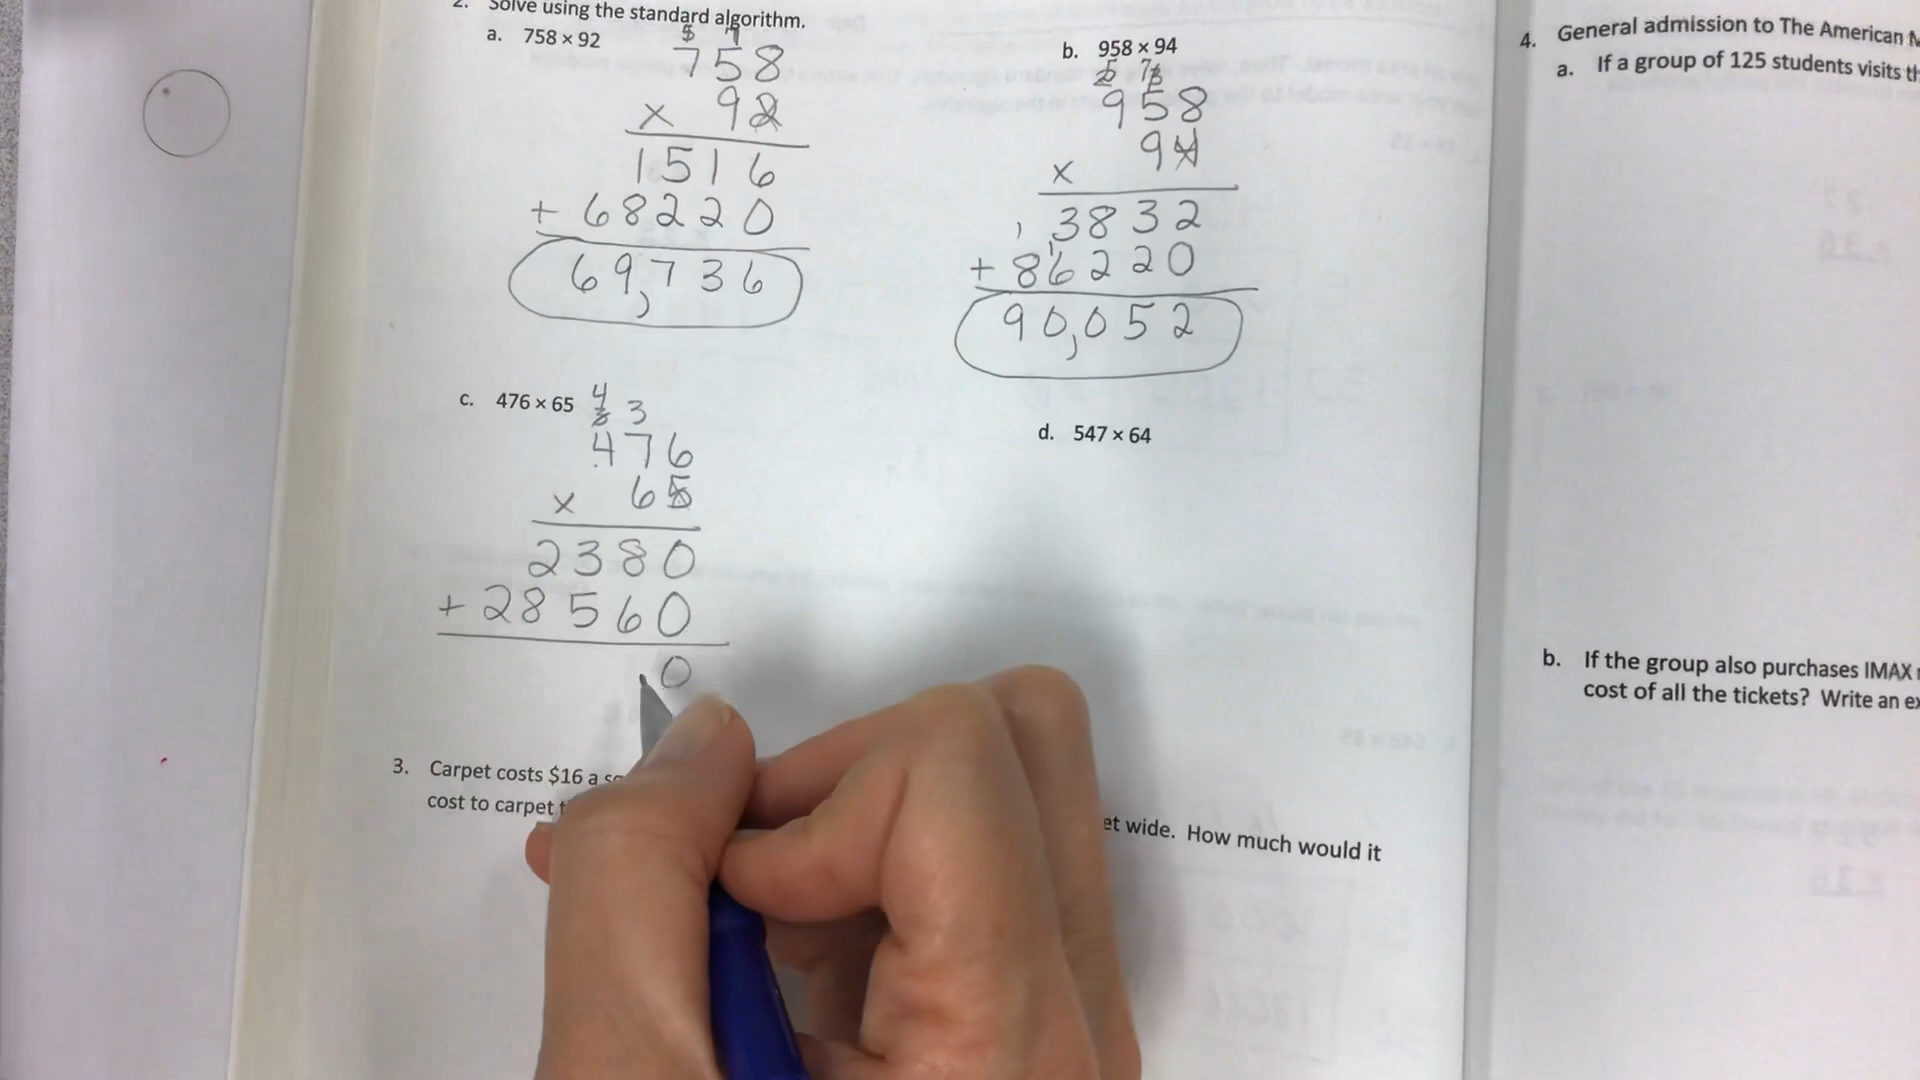 2. Solve using the standard algorithm.
a. 758 × 92
5 7
758
× 92
1516
+ 68220
69,736
b. 958 × 94
5 7
958
× 94
3832
+ 86220
90,052
c. 476 × 65
4 3
476
× 65
2380
+ 28560
0
d. 547 × 64
3. Carpet costs $16 a
et wide. How much would it
cost to carpet
4. General admission to The American
a. If a group of 125 students visits
b. If the group also purchases IMAX
cost of all the tickets? Write an